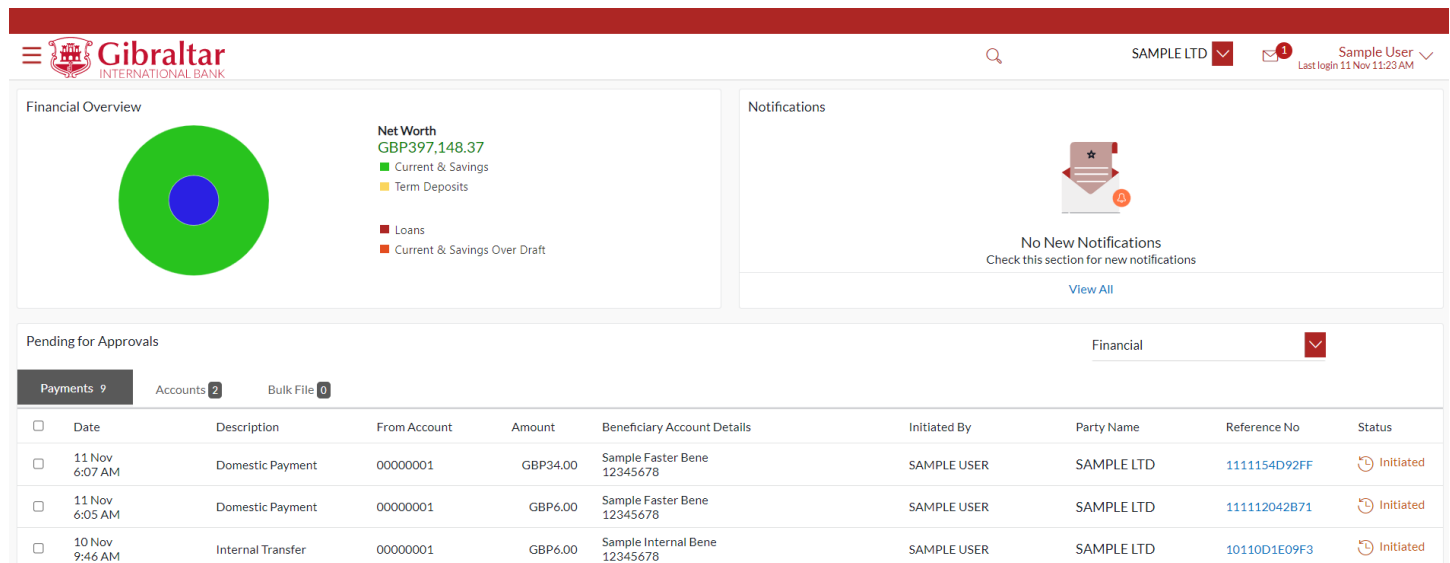 Gibraltar
INTERNATIONAL BANK
SAMPLE LTD
1
Sample User
Last login 11 Nov 11:23 AM
Financial Overview
Net Worth
GBP397,148.37
Current & Savings
Term Deposits
Loans
Current & Savings Over Draft
Notifications
No New Notifications
Check this section for new notifications
View All
Pending for Approvals
Financial
Payments 9
Accounts 2
Bulk File 0
Date Description From Account Amount Beneficiary Account Details Initiated By Party Name Reference No Status
11 Nov
6:07 AM
Domestic Payment 00000001 GBP34.00
Sample Faster Bene
12345678
SAMPLE USER SAMPLE LTD 1111154D92FF Initiated
11 Nov
6:05 AM
Domestic Payment 00000001 GBP6.00
Sample Faster Bene
12345678
SAMPLE USER SAMPLE LTD 111112042B71 Initiated
10 Nov
9:46 AM
Internal Transfer 00000001 GBP6.00
Sample Internal Bene
12345678
SAMPLE USER SAMPLE LTD 10110D1E09F3 Initiated